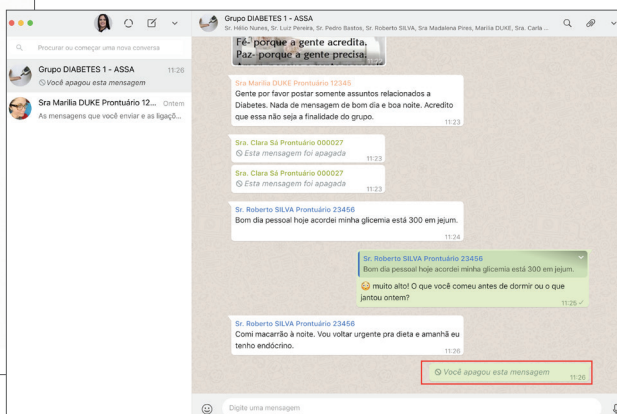 Procurar ou começar uma nova conversa
Grupo DIABETES 1 - ASSA
11:26
Você apagou esta mensagem
Sra Marilia DUKE Prontuário 12...
Ontem
As mensagens que você enviar e as ligaçõ...
Grupo DIABETES 1 - ASSA
Sr. Hélio Nunes, Sr. Luiz Pereira, Sr. Pedro Bastos, Sr. Roberto SILVA, Sra Madalena Pires, Marilia DUKE, Sra. Carla ...
Fé- porque a gente acredita.
Paz- porque a gente precisa.
Sra Marilia DUKE Prontuário 12345
Gente por favor postar somente assuntos relacionados a
Diabetes. Nada de mensagem de bom dia e boa noite. Acredito
que essa não seja a finalidade do grupo.
11:23
Sra. Clara Sá Prontuário 000027
Esta mensagem foi apagada
11:23
Sra. Clara Sá Prontuário 000027
Esta mensagem foi apagada
11:23
Sr. Roberto SILVA Prontuário 23456
Bom dia pessoal hoje acordei minha glicemia está 300 em jejum.
11:24
Sr. Roberto SILVA Prontuário 23456
Bom dia pessoal hoje acordei minha glicemia está 300 em jejum.
muito alto! O que você comeu antes de dormir ou o que
jantou ontem?
11:25
Sr. Roberto SILVA Prontuário 23456
Comi macarrão à noite. Vou voltar urgente pra dieta e amanhã eu
tenho endócrino.
11:26
Você apagou esta mensagem
11:26
Digite uma mensagem